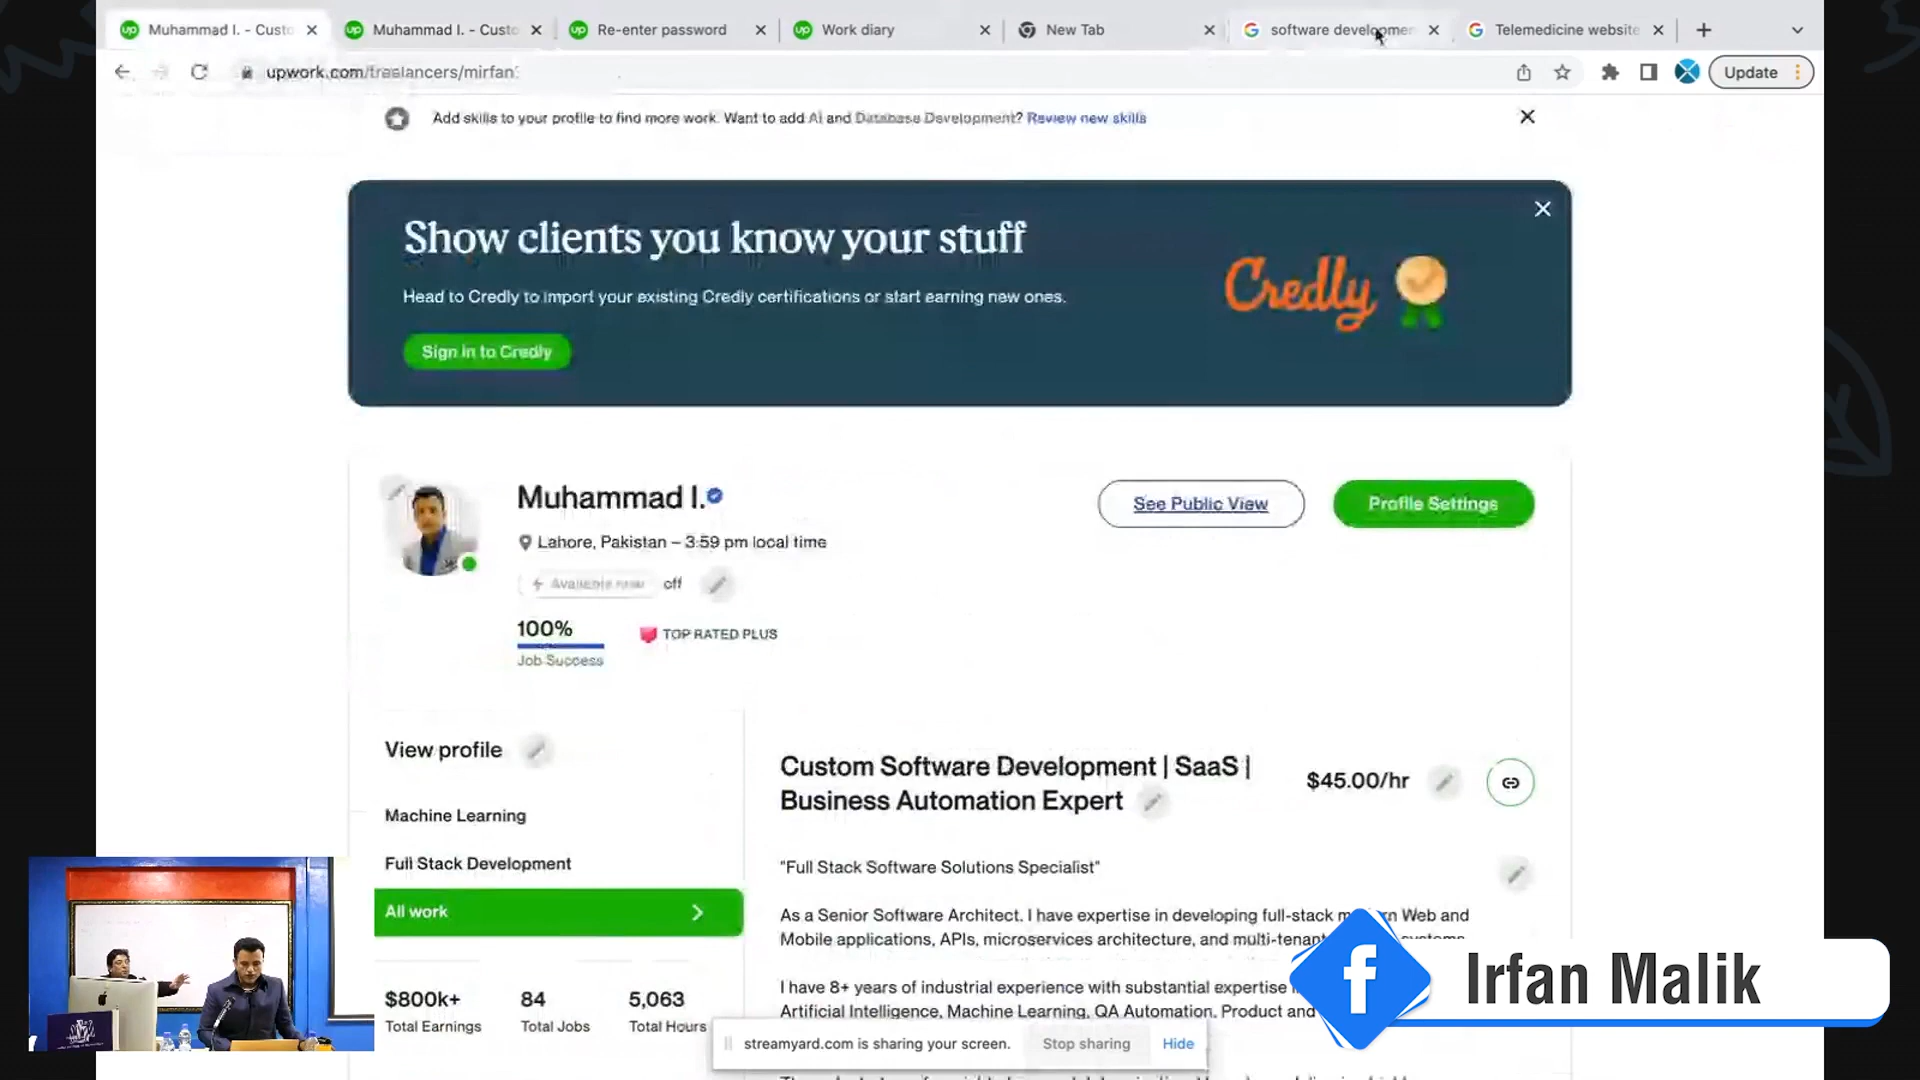 Muhammad I. - Custo
Muhammad I. - Custo
Re-enter password
Work diary
New Tab
software developmen
Telemedicine website
upwork.com/freelancers/mirfan
Update
Add skills to your profile to find more work. Want to add AI and Database Development? Review new skills
Show clients you know your stuff
Head to Credly to import your existing Credly certifications or start earning new ones.
Sign in to Credly
Credly
Muhammad I.
See Public View
Profile Settings
Lahore, Pakistan – 3:59 pm local time
Available now off
100%
Job Success
TOP RATED PLUS
View profile
Machine Learning
Full Stack Development
All work
$800k+
Total Earnings
84
Total Jobs
5,063
Total Hours
Custom Software Development | SaaS |
Business Automation Expert
$45.00/hr
"Full Stack Software Solutions Specialist"
As a Senior Software Architect. I have expertise in developing full-stack Web and
Mobile applications, APIs, microservices architecture, and multi-tenant systems
I have 8+ years of industrial experience with substantial expertise
Artificial Intelligence, Machine Learning, QA Automation, Product and
Irfan Malik
streamyard.com is sharing your screen.
Stop sharing
Hide